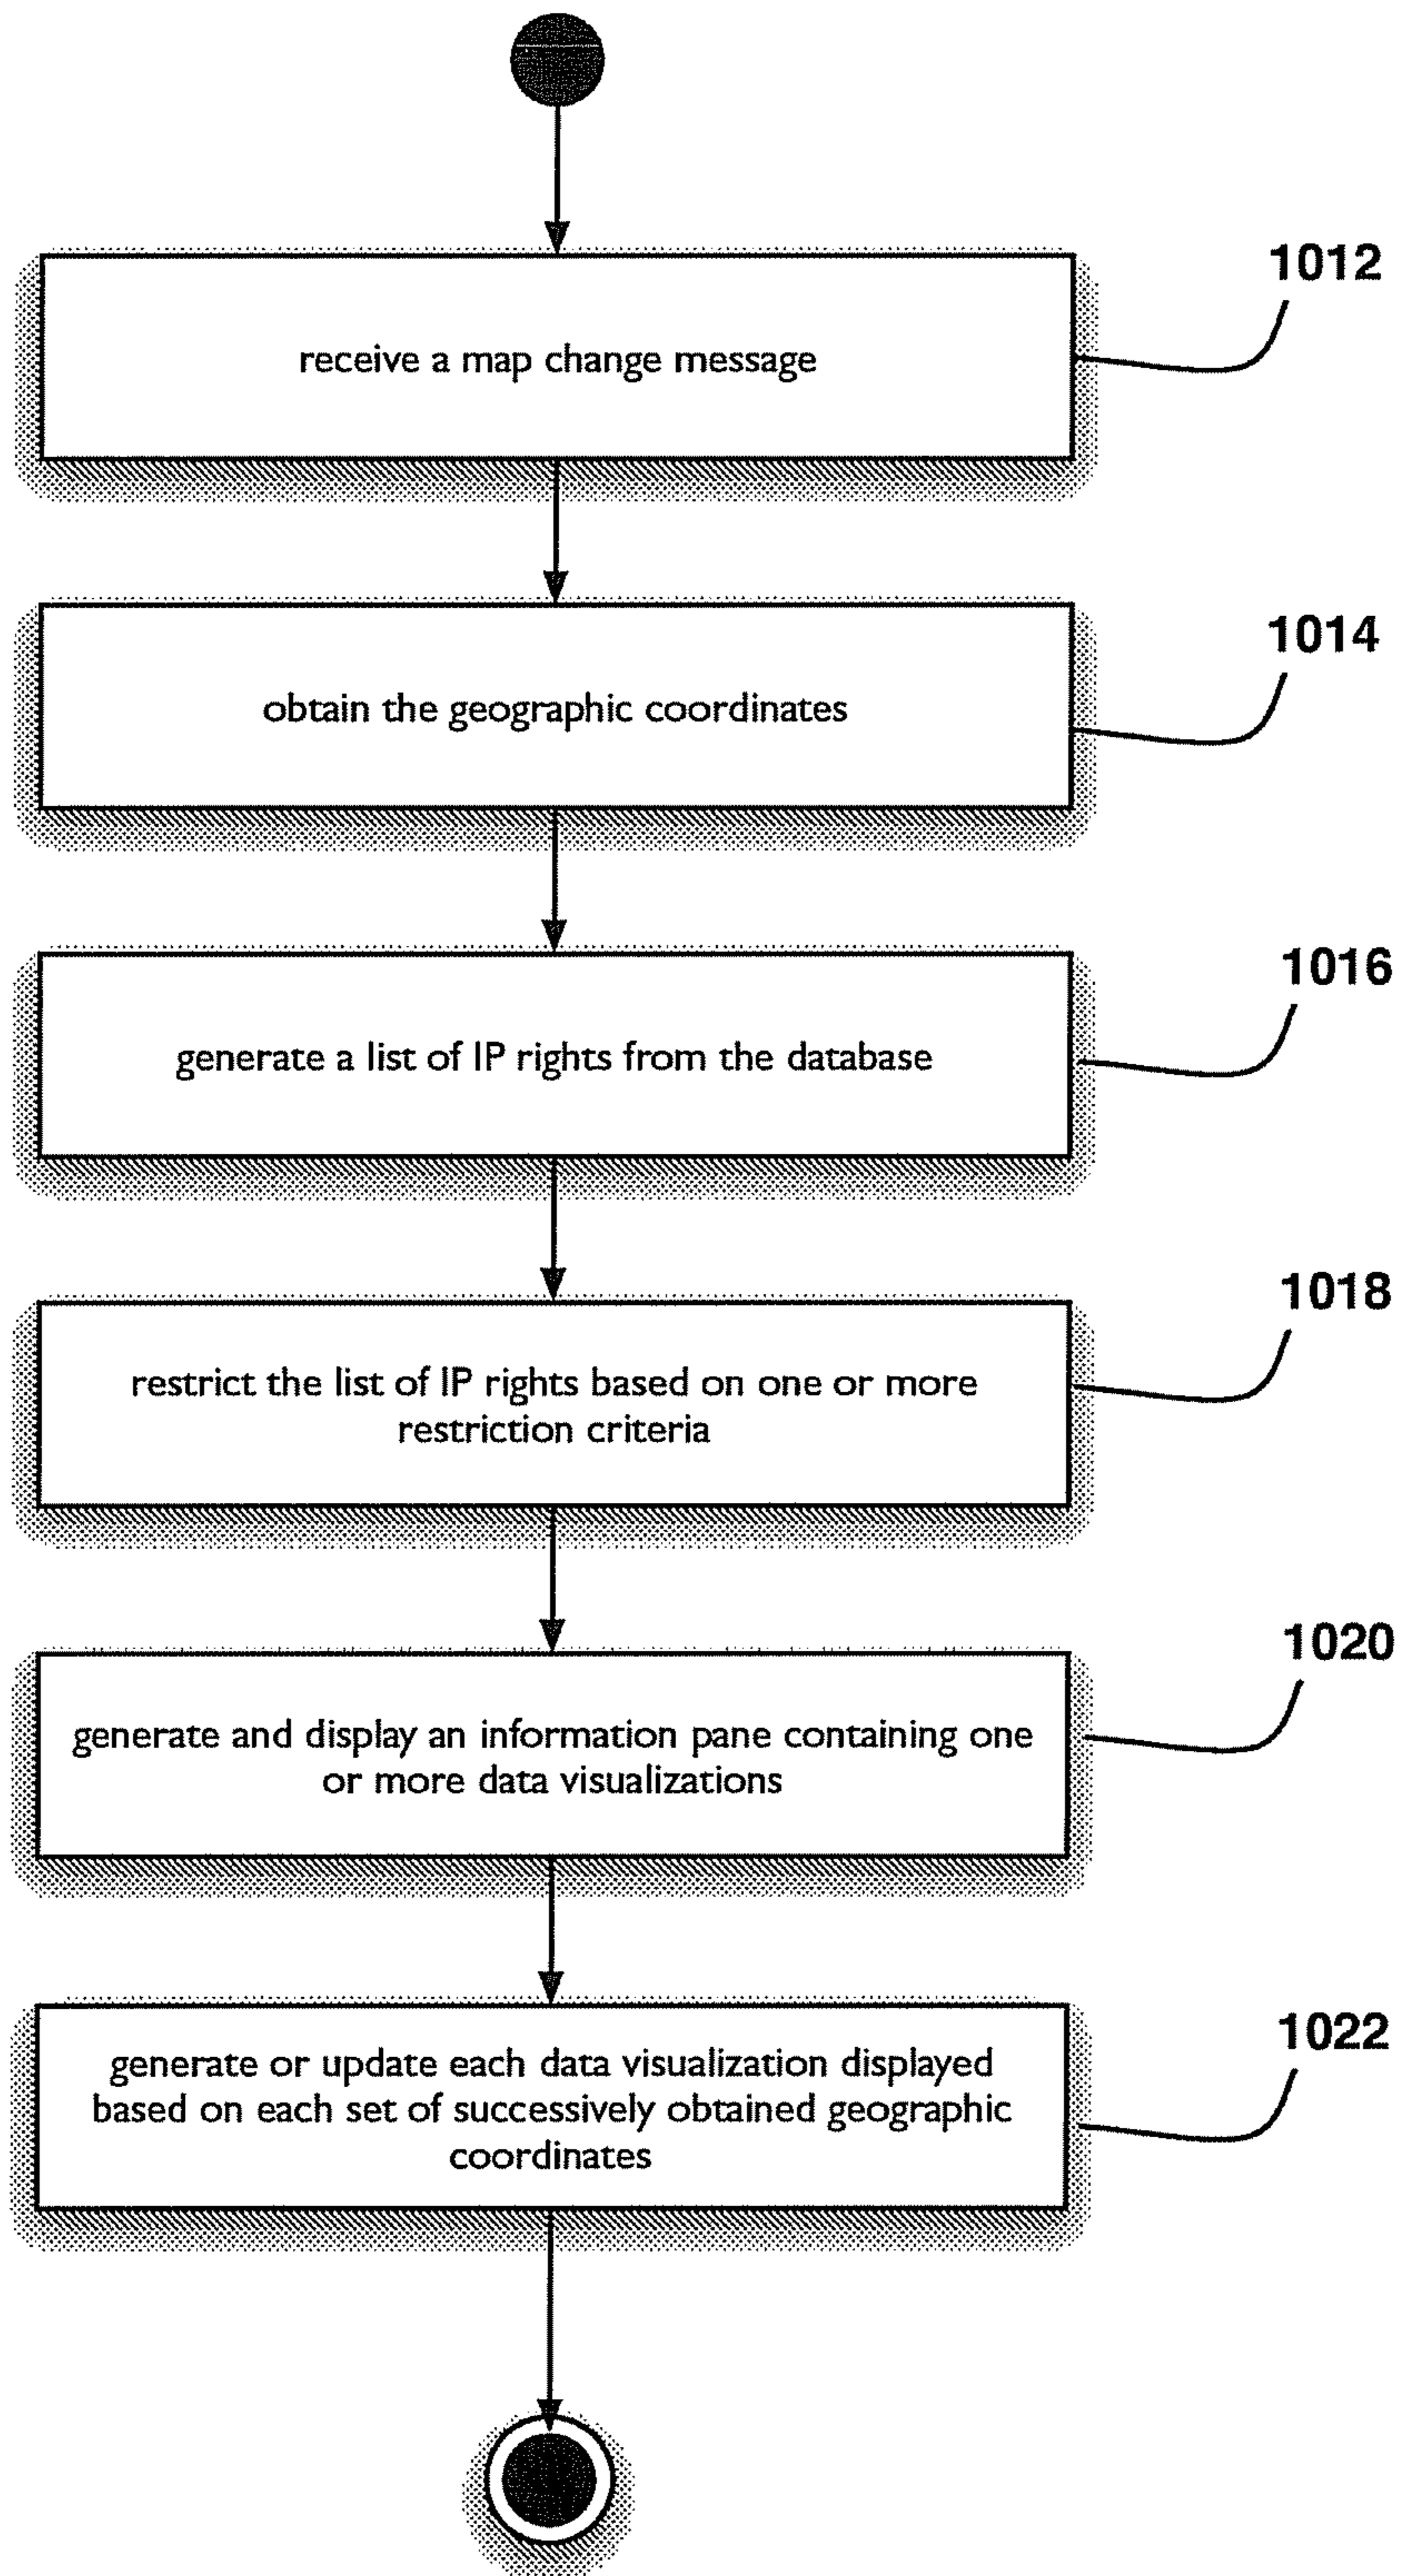 1012
receive a map change message
1014
obtain the geographic coordinates
1016
generate a list of IP rights from the database
1018
restrict the list of IP rights based on one or more
restriction criteria
1020
generate and display an information pane containing one
or more data visualizations
1022
generate or update each data visualization displayed
based on each set of successively obtained geographic
coordinates